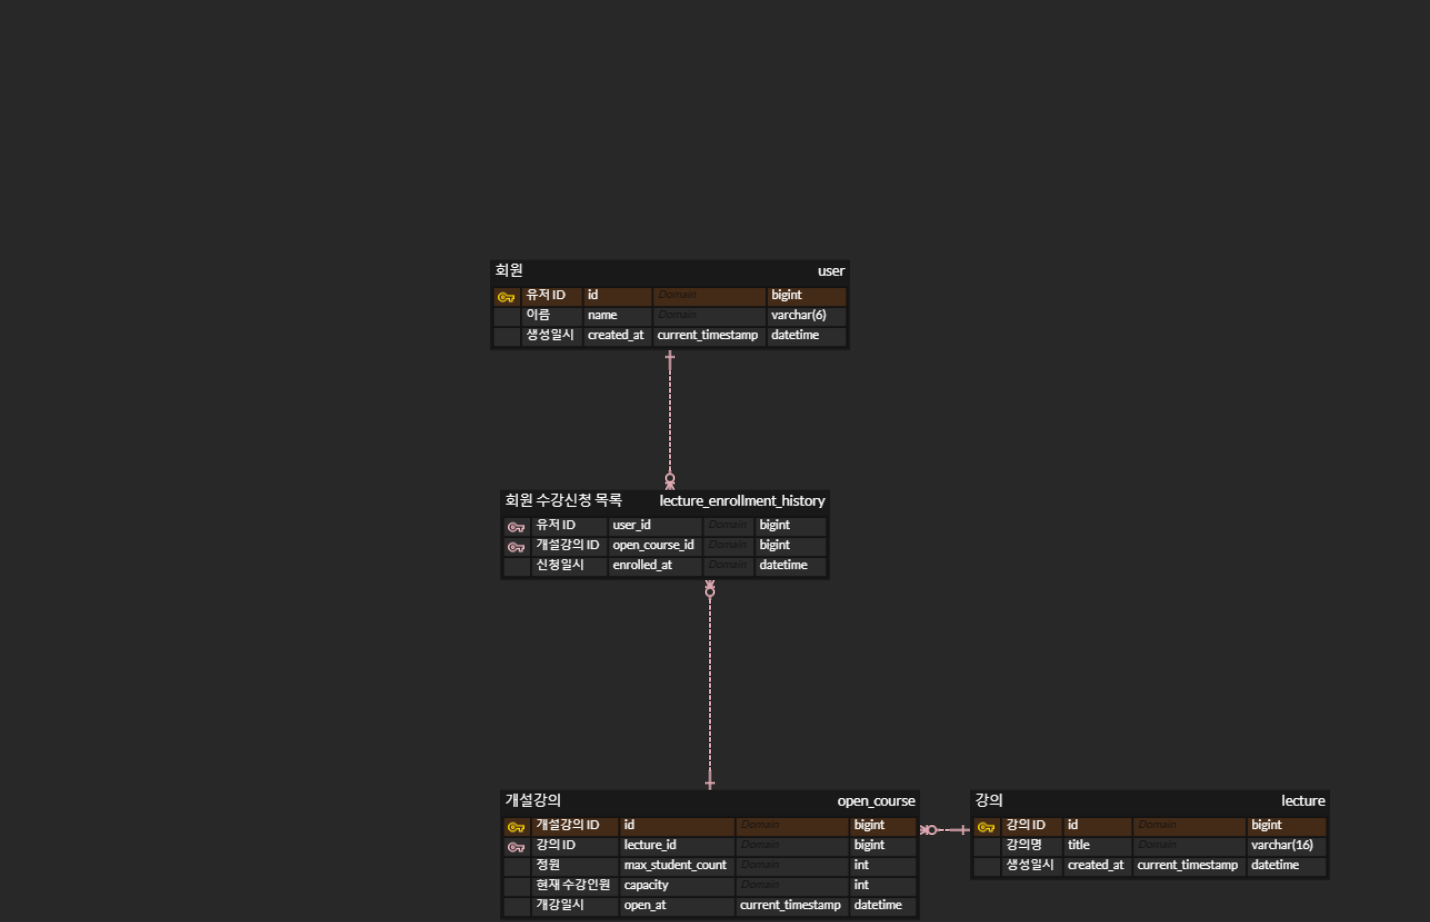 회원 user
유저 ID id Domain bigint
이름 name Domain varchar(6)
생성일시 created_at current_timestamp datetime
회원 수강신청 목록 lecture_enrollment_history
유저 ID user_id Domain bigint
개설강의 ID open_course_id Domain bigint
신청일시 enrolled_at Domain datetime
개설강의 open_course
개설강의 ID id Domain bigint
강의 ID lecture_id Domain bigint
정원 max_student_count Domain int
현재 수강인원 capacity Domain int
개강일시 open_at current_timestamp datetime
강의 lecture
강의 ID id Domain bigint
강의명 title Domain varchar(16)
생성일시 created_at current_timestamp datetime